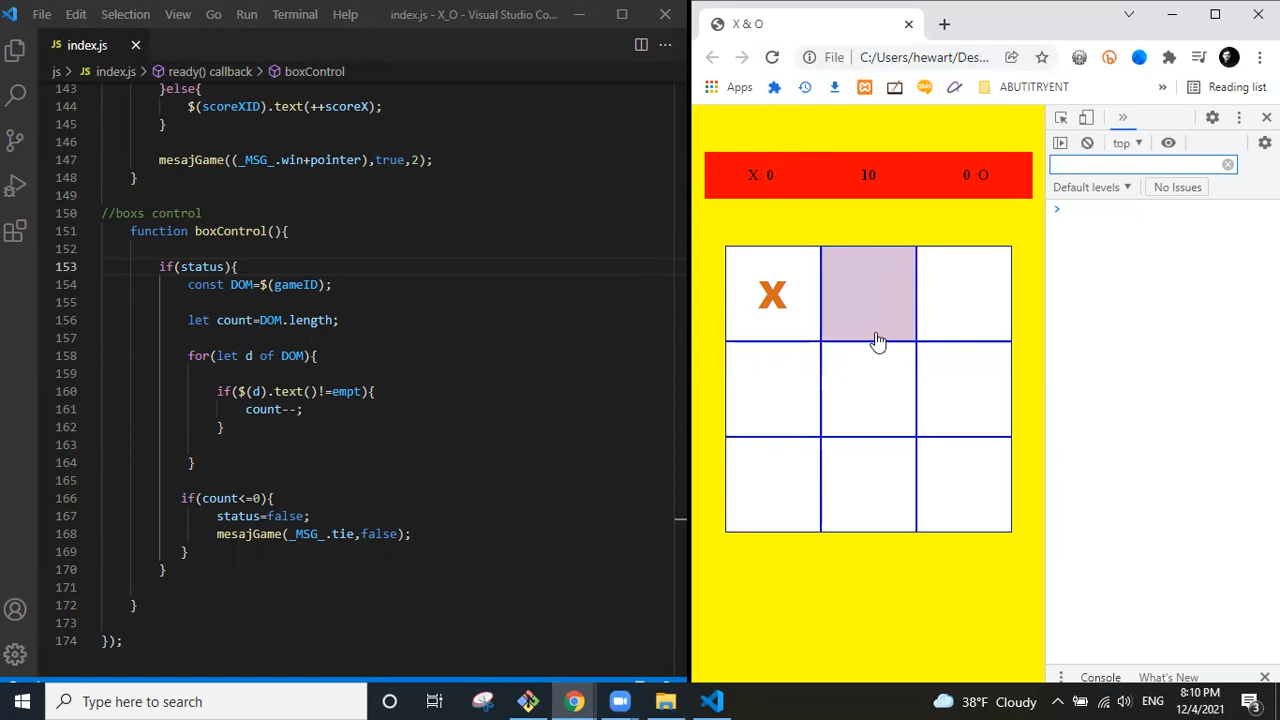 File Edit Selection View Go Run Terminal Help index.js - X_O - Visual Studio Co...
JS index.js
js > JS index.js > ready() callback > boxControl
143 }else{
144 $(scoreXID).text(++scoreX);
145 }
146
147 mesajGame((_MSG_.win+pointer),true,2);
148 }
149
150 //boxs control
151 function boxControl(){
152
153 if(status){
154 const DOM=$(gameID);
155
156 let count=DOM.length;
157
158 for(let d of DOM){
159
160 if($(d).text()!=empt){
161 count--;
162 }
163
164 }
165
166 if(count<=0){
167 status=false;
168 mesajGame(_MSG_.tie,false);
169 }
170 }
171
172 }
173
174 });
X & O
File C:/Users/hewart/Des...
Apps ABUTITRYENT » Reading list
X: 0 10 0 :O
X
» top
Default levels No Issues
>
Console What's New
Type here to search
38°F Cloudy ENG 8:10 PM 12/4/2021 3